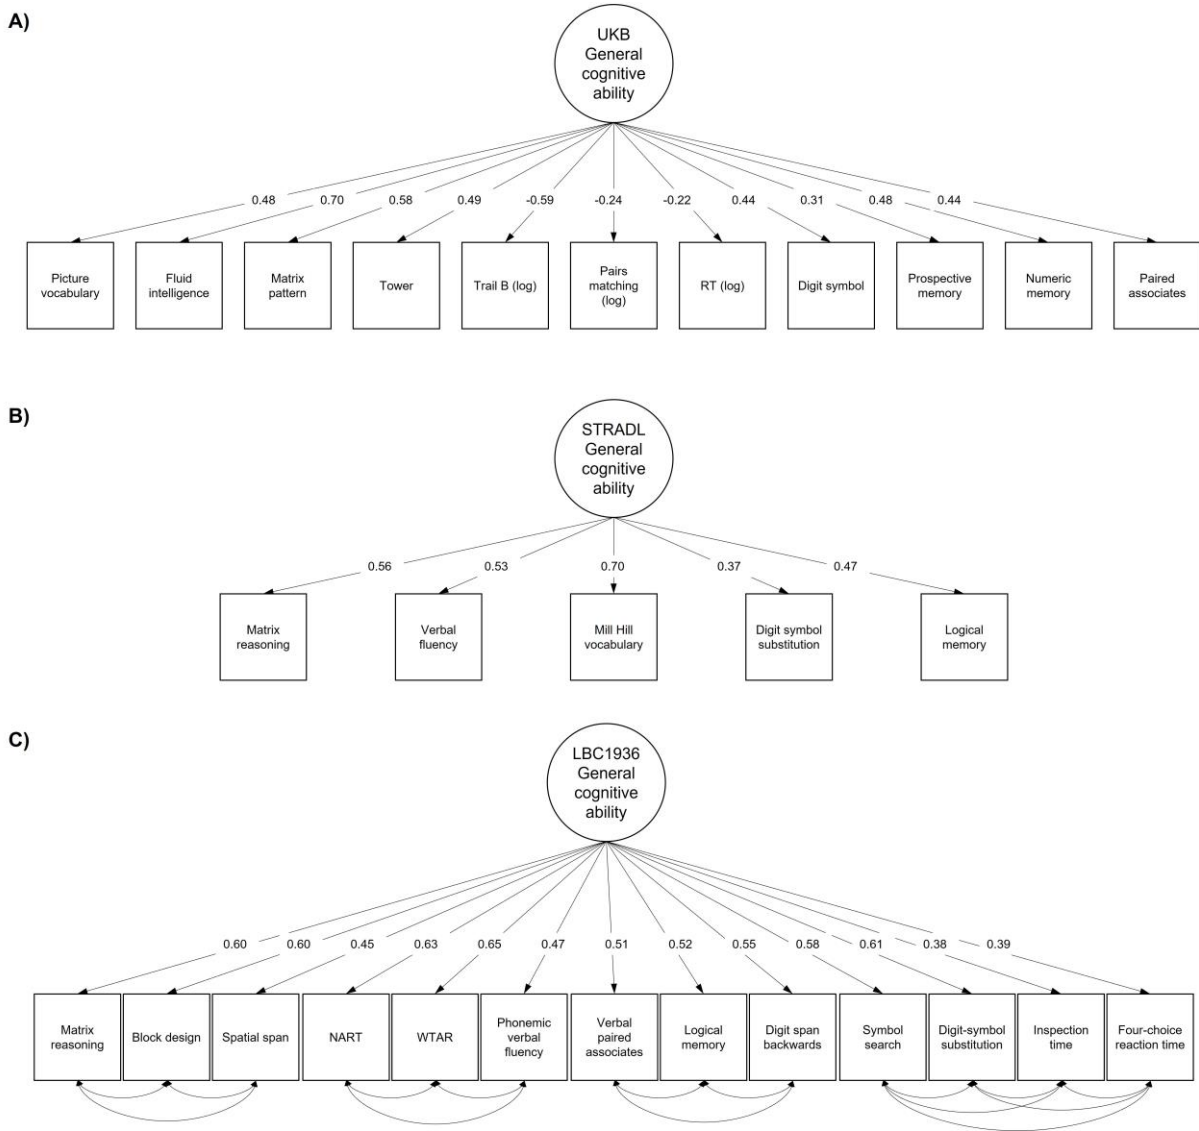 A)
UKB
General
cognitive
ability
0.48 0.70 0.58 0.49 -0.59 -0.24 -0.22 0.44 0.31 0.48 0.44
Picture
vocabulary
Fluid
intelligence
Matrix
pattern
Tower
Trail B (log)
Pairs
matching
(log)
RT (log)
Digit symbol
Prospective
memory
Numeric
memory
Paired
associates
B)
STRADL
General
cognitive
ability
0.56 0.53 0.70 0.37 0.47
Matrix
reasoning
Verbal
fluency
Mill Hill
vocabulary
Digit symbol
substitution
Logical
memory
C)
LBC1936
General
cognitive
ability
0.60 0.60 0.45 0.63 0.65 0.47 0.51 0.52 0.55 0.58 0.61 0.38 0.39
Matrix
reasoning
Block design
Spatial span
NART
WTAR
Phonemic
verbal
fluency
Verbal
paired
associates
Logical
memory
Digit span
backwards
Symbol
search
Digit-symbol
substitution
Inspection
time
Four-choice
reaction time